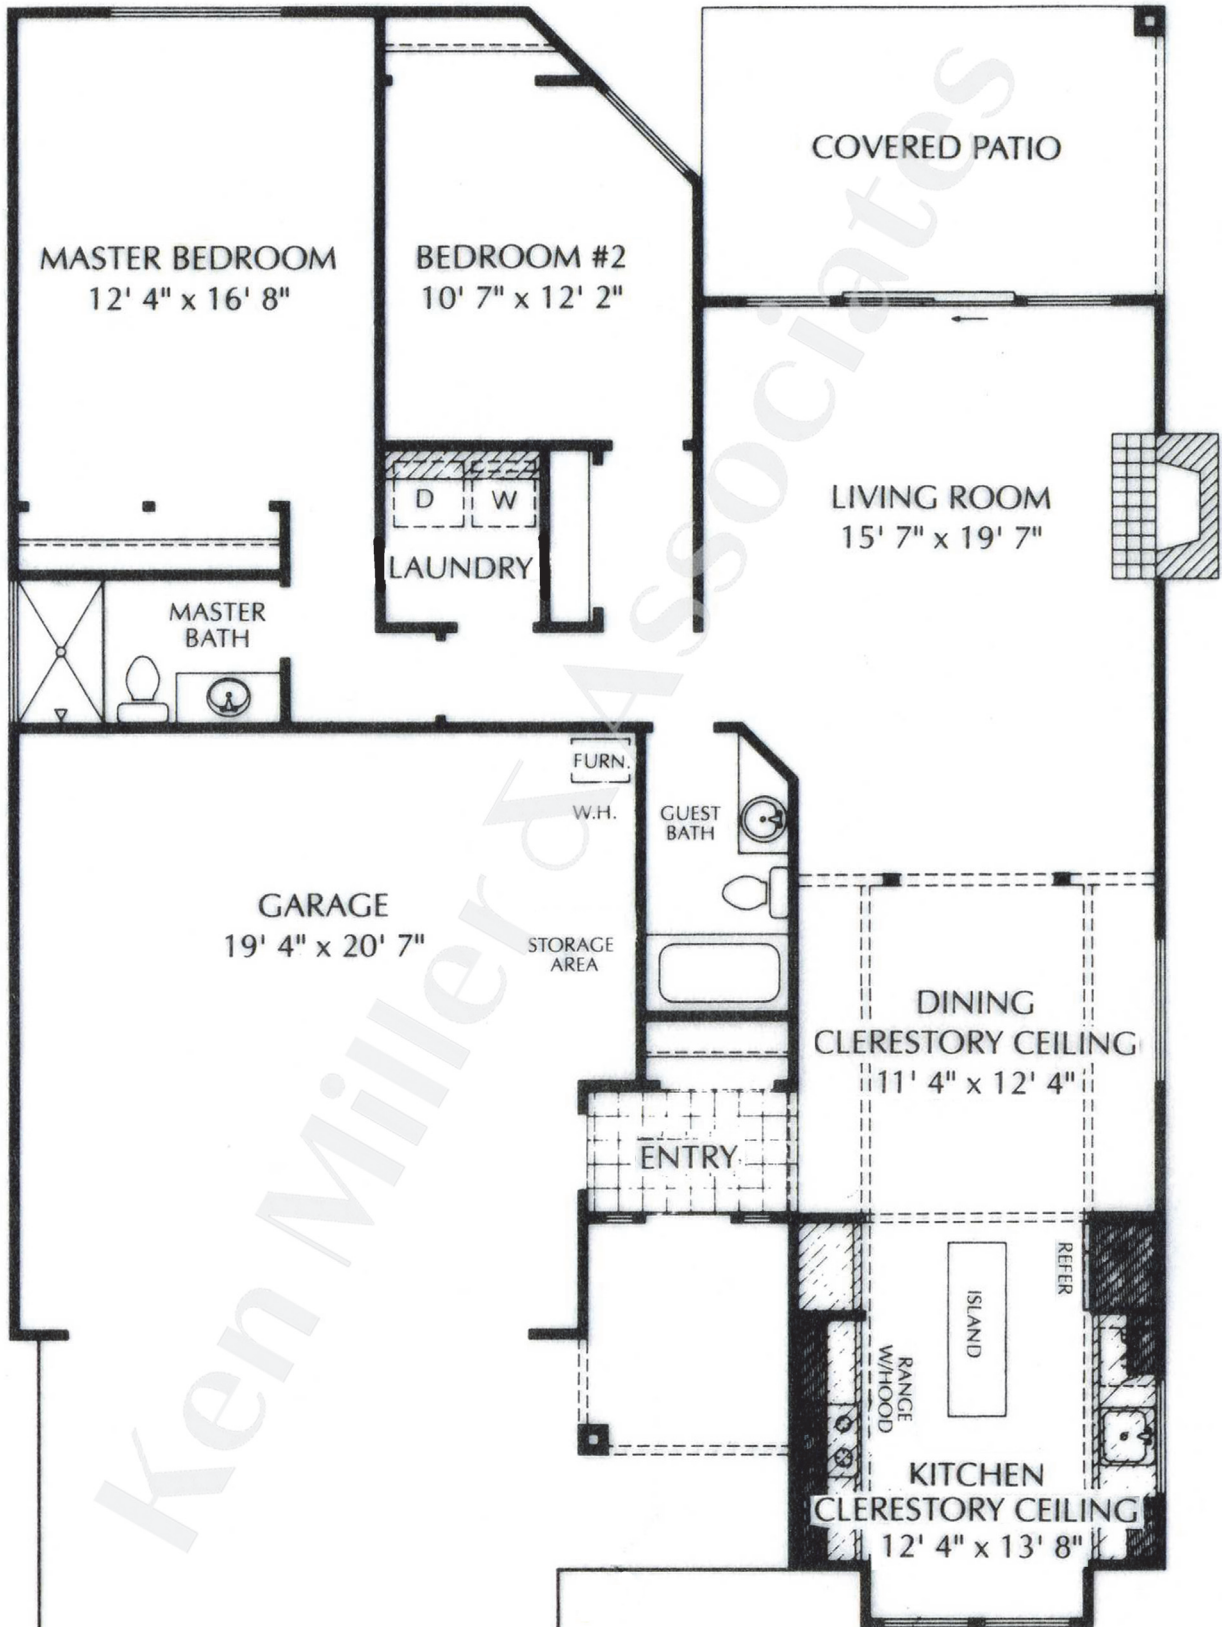 COVERED PATIO
MASTER BEDROOM
12' 4" x 16' 8"
BEDROOM #2
10' 7" x 12' 2"
LIVING ROOM
15' 7" x 19' 7"
D
W
LAUNDRY
MASTER
BATH
FURN.
W.H.
GUEST
BATH
GARAGE
19' 4" x 20' 7"
STORAGE
AREA
DINING
CLERESTORY CEILING
11' 4" x 12' 4"
ENTRY
REFER
ISLAND
RANGE
W/HOOD
KITCHEN
CLERESTORY CEILING
12' 4" x 13' 8"
Ken Miller & Associates